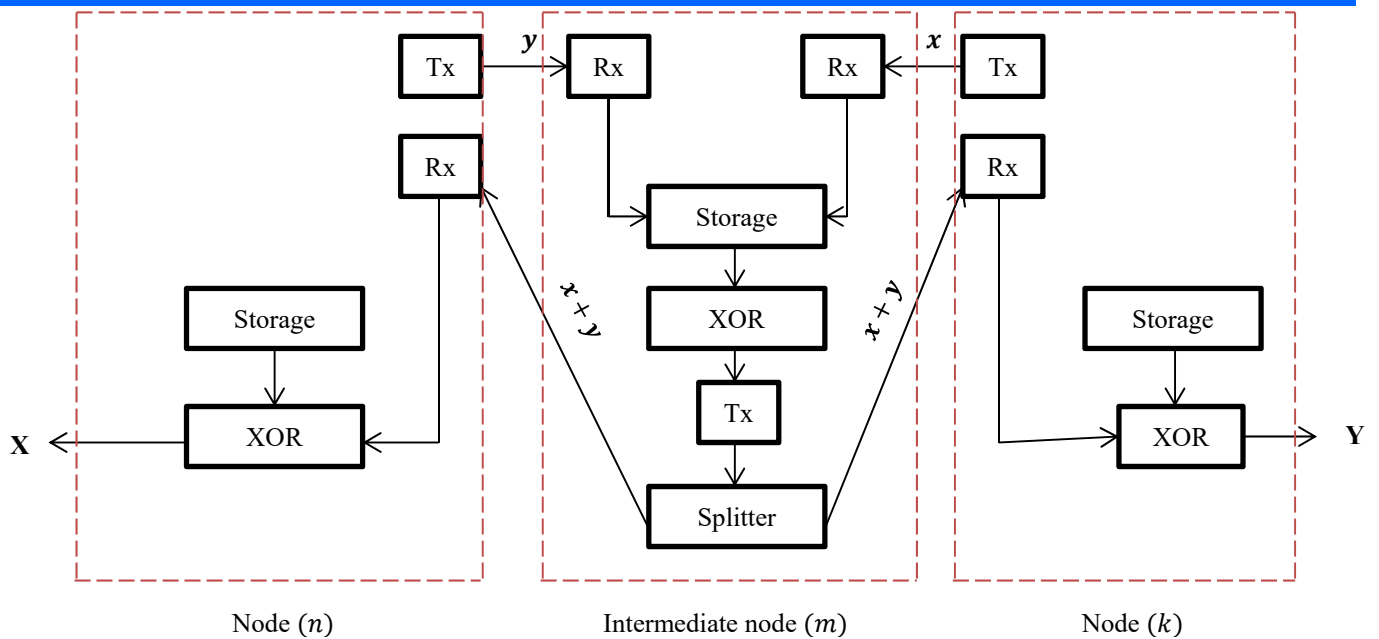 Tx
y
Rx
Rx
x
Tx
Rx
Rx
Storage
Storage
XOR
Storage
x + y
x + y
Tx
X
XOR
XOR
Y
Splitter
Node (n)
Intermediate node (m)
Node (k)